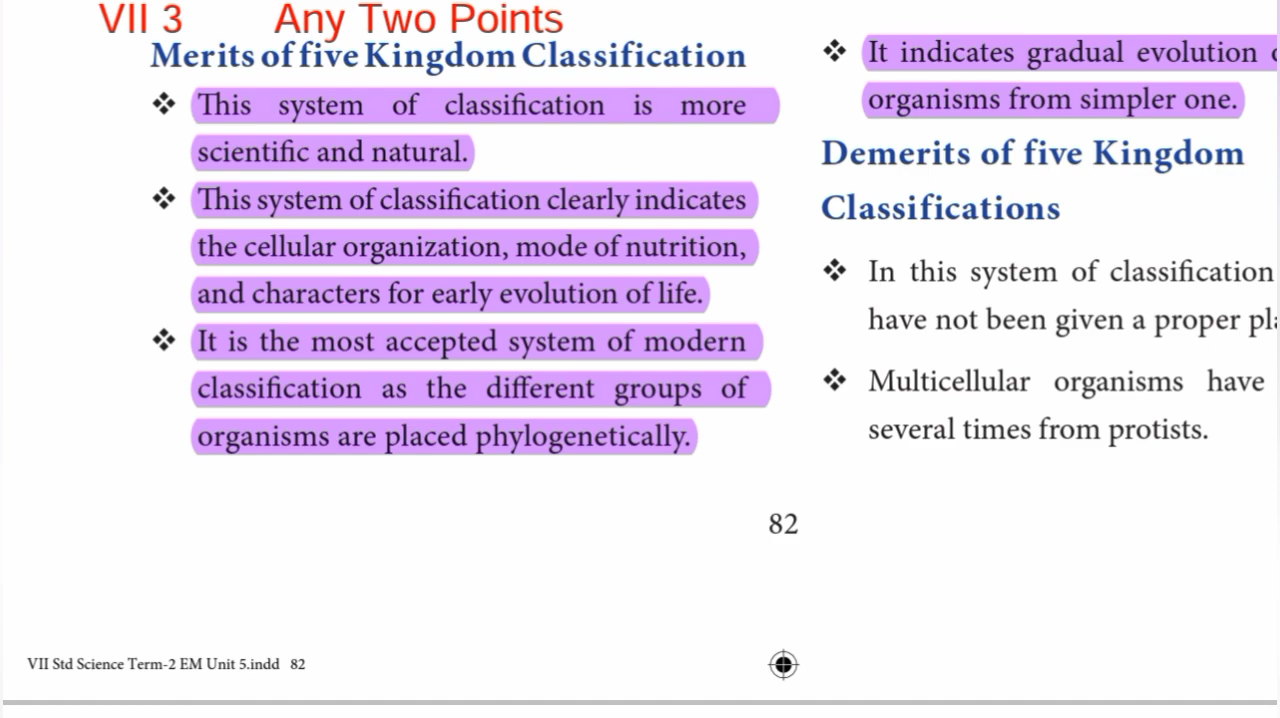 VII 3 Any Two Points
Merits of five Kingdom Classification
❖ This system of classification is more
scientific and natural.
❖ This system of classification clearly indicates
the cellular organization, mode of nutrition,
and characters for early evolution of life.
❖ It is the most accepted system of modern
classification as the different groups of
organisms are placed phylogenetically.
❖ It indicates gradual evolution
organisms from simpler one.
Demerits of five Kingdom
Classifications
❖ In this system of classification
have not been given a proper
❖ Multicellular organisms have
several times from protists.
82
VII Std Science Term-2 EM Unit 5.indd 82